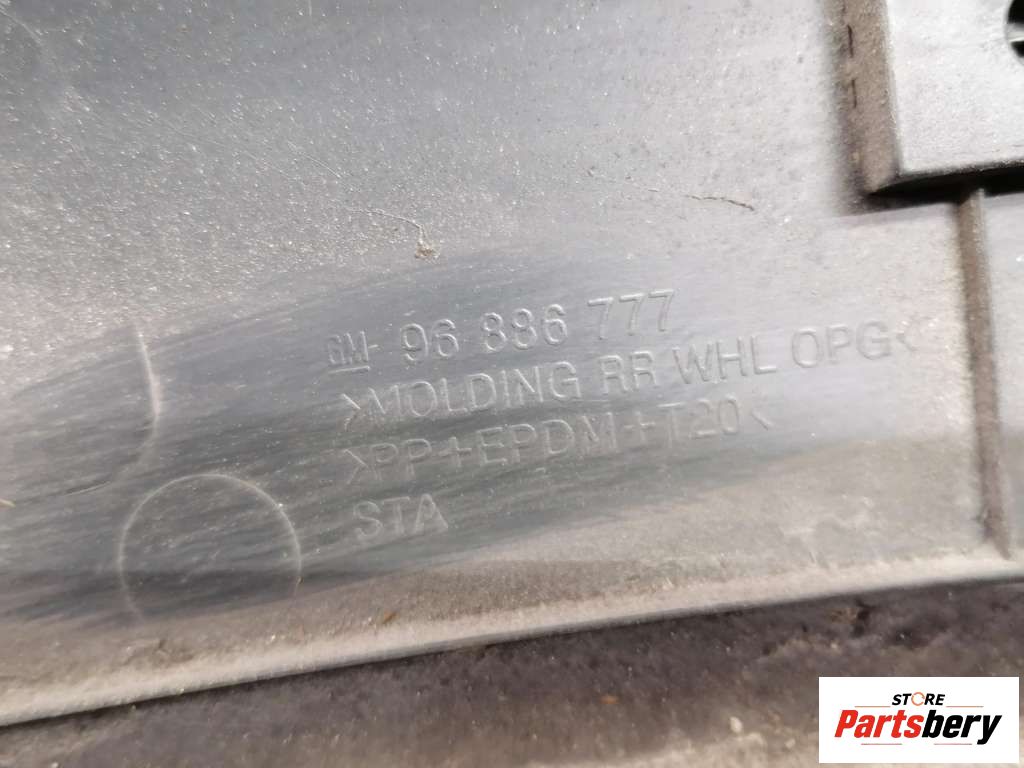 GM- 96 886 777
>MOLDING RR WHL OPG<
>PP+EPDM+T20<
STA
STORE
Partsbery